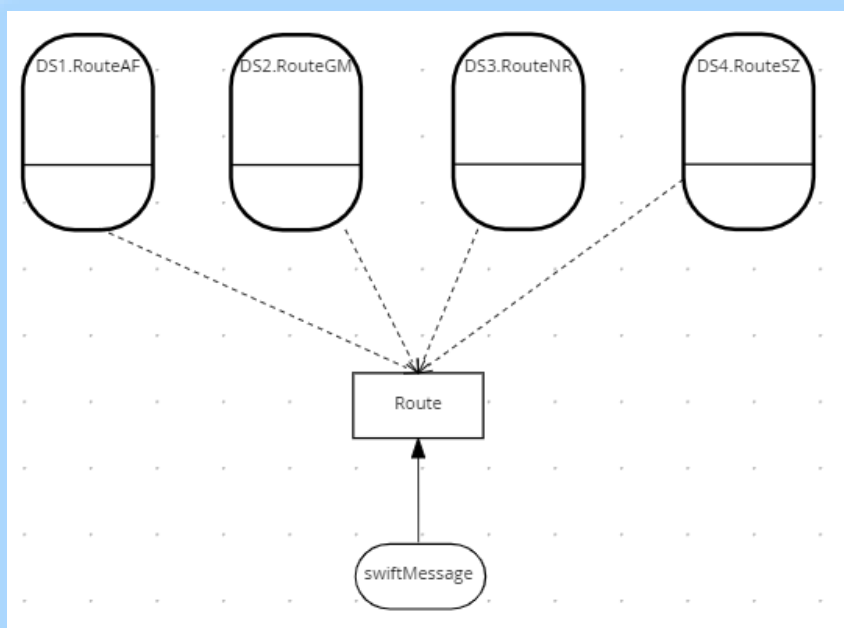 DS1.RouteAF
DS2.RouteGM
DS3.RouteNR
DS4.RouteSZ
Route
swiftMessage